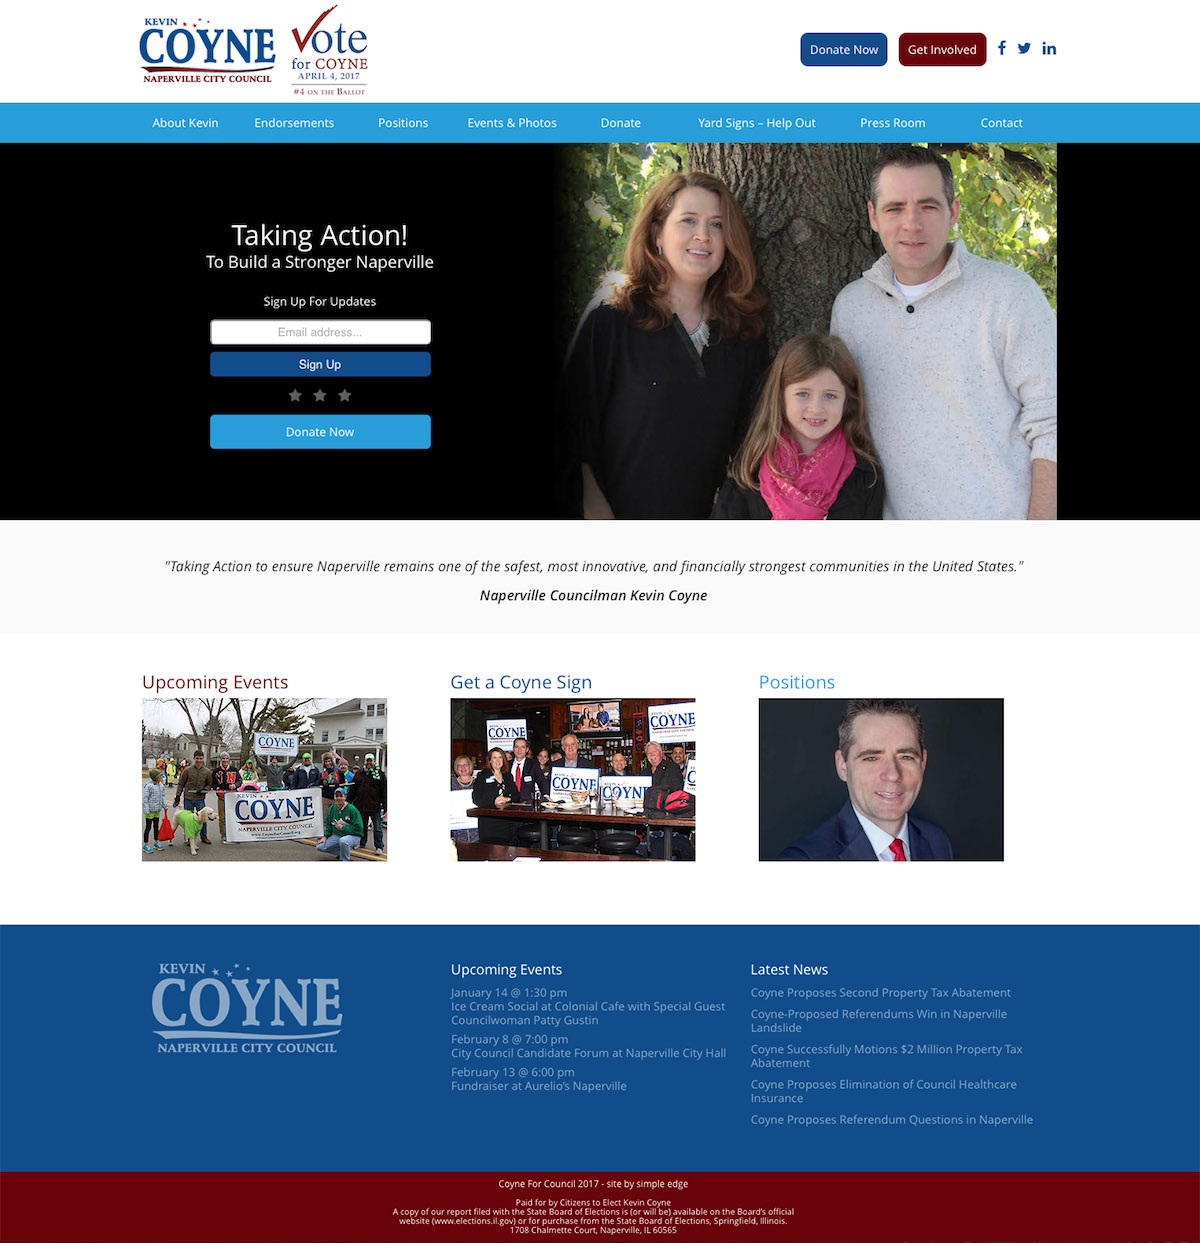 KEVIN
COYNE
NAPERVILLE CITY COUNCIL
Vote
for COYNE
APRIL 4, 2017
#4 ON THE BALLOT
Donate Now
Get Involved
About Kevin
Endorsements
Positions
Events & Photos
Donate
Yard Signs – Help Out
Press Room
Contact
Taking Action!
To Build a Stronger Naperville
Sign Up For Updates
Email address...
Sign Up
Donate Now
"Taking Action to ensure Naperville remains one of the safest, most innovative, and financially strongest communities in the United States."
Naperville Councilman Kevin Coyne
Upcoming Events
COYNE
KEVIN
COYNE
NAPERVILLE CITY COUNCIL
Get a Coyne Sign
COYNE
COYNE
COYNE
COYNE
Positions
KEVIN
COYNE
NAPERVILLE CITY COUNCIL
Upcoming Events
January 14 @ 1:30 pm
Ice Cream Social at Colonial Cafe with Special Guest
Councilwoman Patty Gustin
February 8 @ 7:00 pm
City Council Candidate Forum at Naperville City Hall
February 13 @ 6:00 pm
Fundraiser at Aurelio’s Naperville
Latest News
Coyne Proposes Second Property Tax Abatement
Coyne-Proposed Referendums Win in Naperville
Landslide
Coyne Successfully Motions $2 Million Property Tax
Abatement
Coyne Proposes Elimination of Council Healthcare
Insurance
Coyne Proposes Referendum Questions in Naperville
Coyne For Council 2017 - site by simple edge
Paid for by Citizens to Elect Kevin Coyne
A copy of our report filed with the State Board of Elections is (or will be) available on the Board’s official
website (www.elections.il.gov) or for purchase from the State Board of Elections, Springfield, Illinois.
1708 Chalmette Court, Naperville, IL 60565